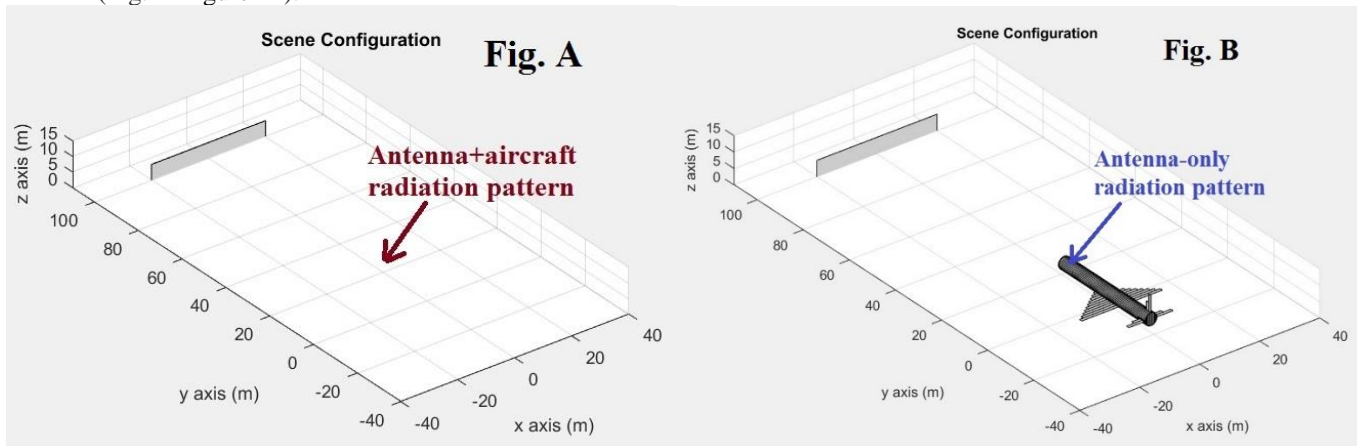 Scene Configuration
Fig. A
Antenna+aircraft
radiation pattern
z axis (m)
15
10
5
0
100
80
60
40
20
0
-20
-40
y axis (m)
-40
-20
0
20
40
x axis (m)
Scene Configuration
Fig. B
Antenna-only
radiation pattern
z axis (m)
15
10
5
0
100
80
60
40
20
0
-20
-40
y axis (m)
-40
-20
0
20
40
x axis (m)